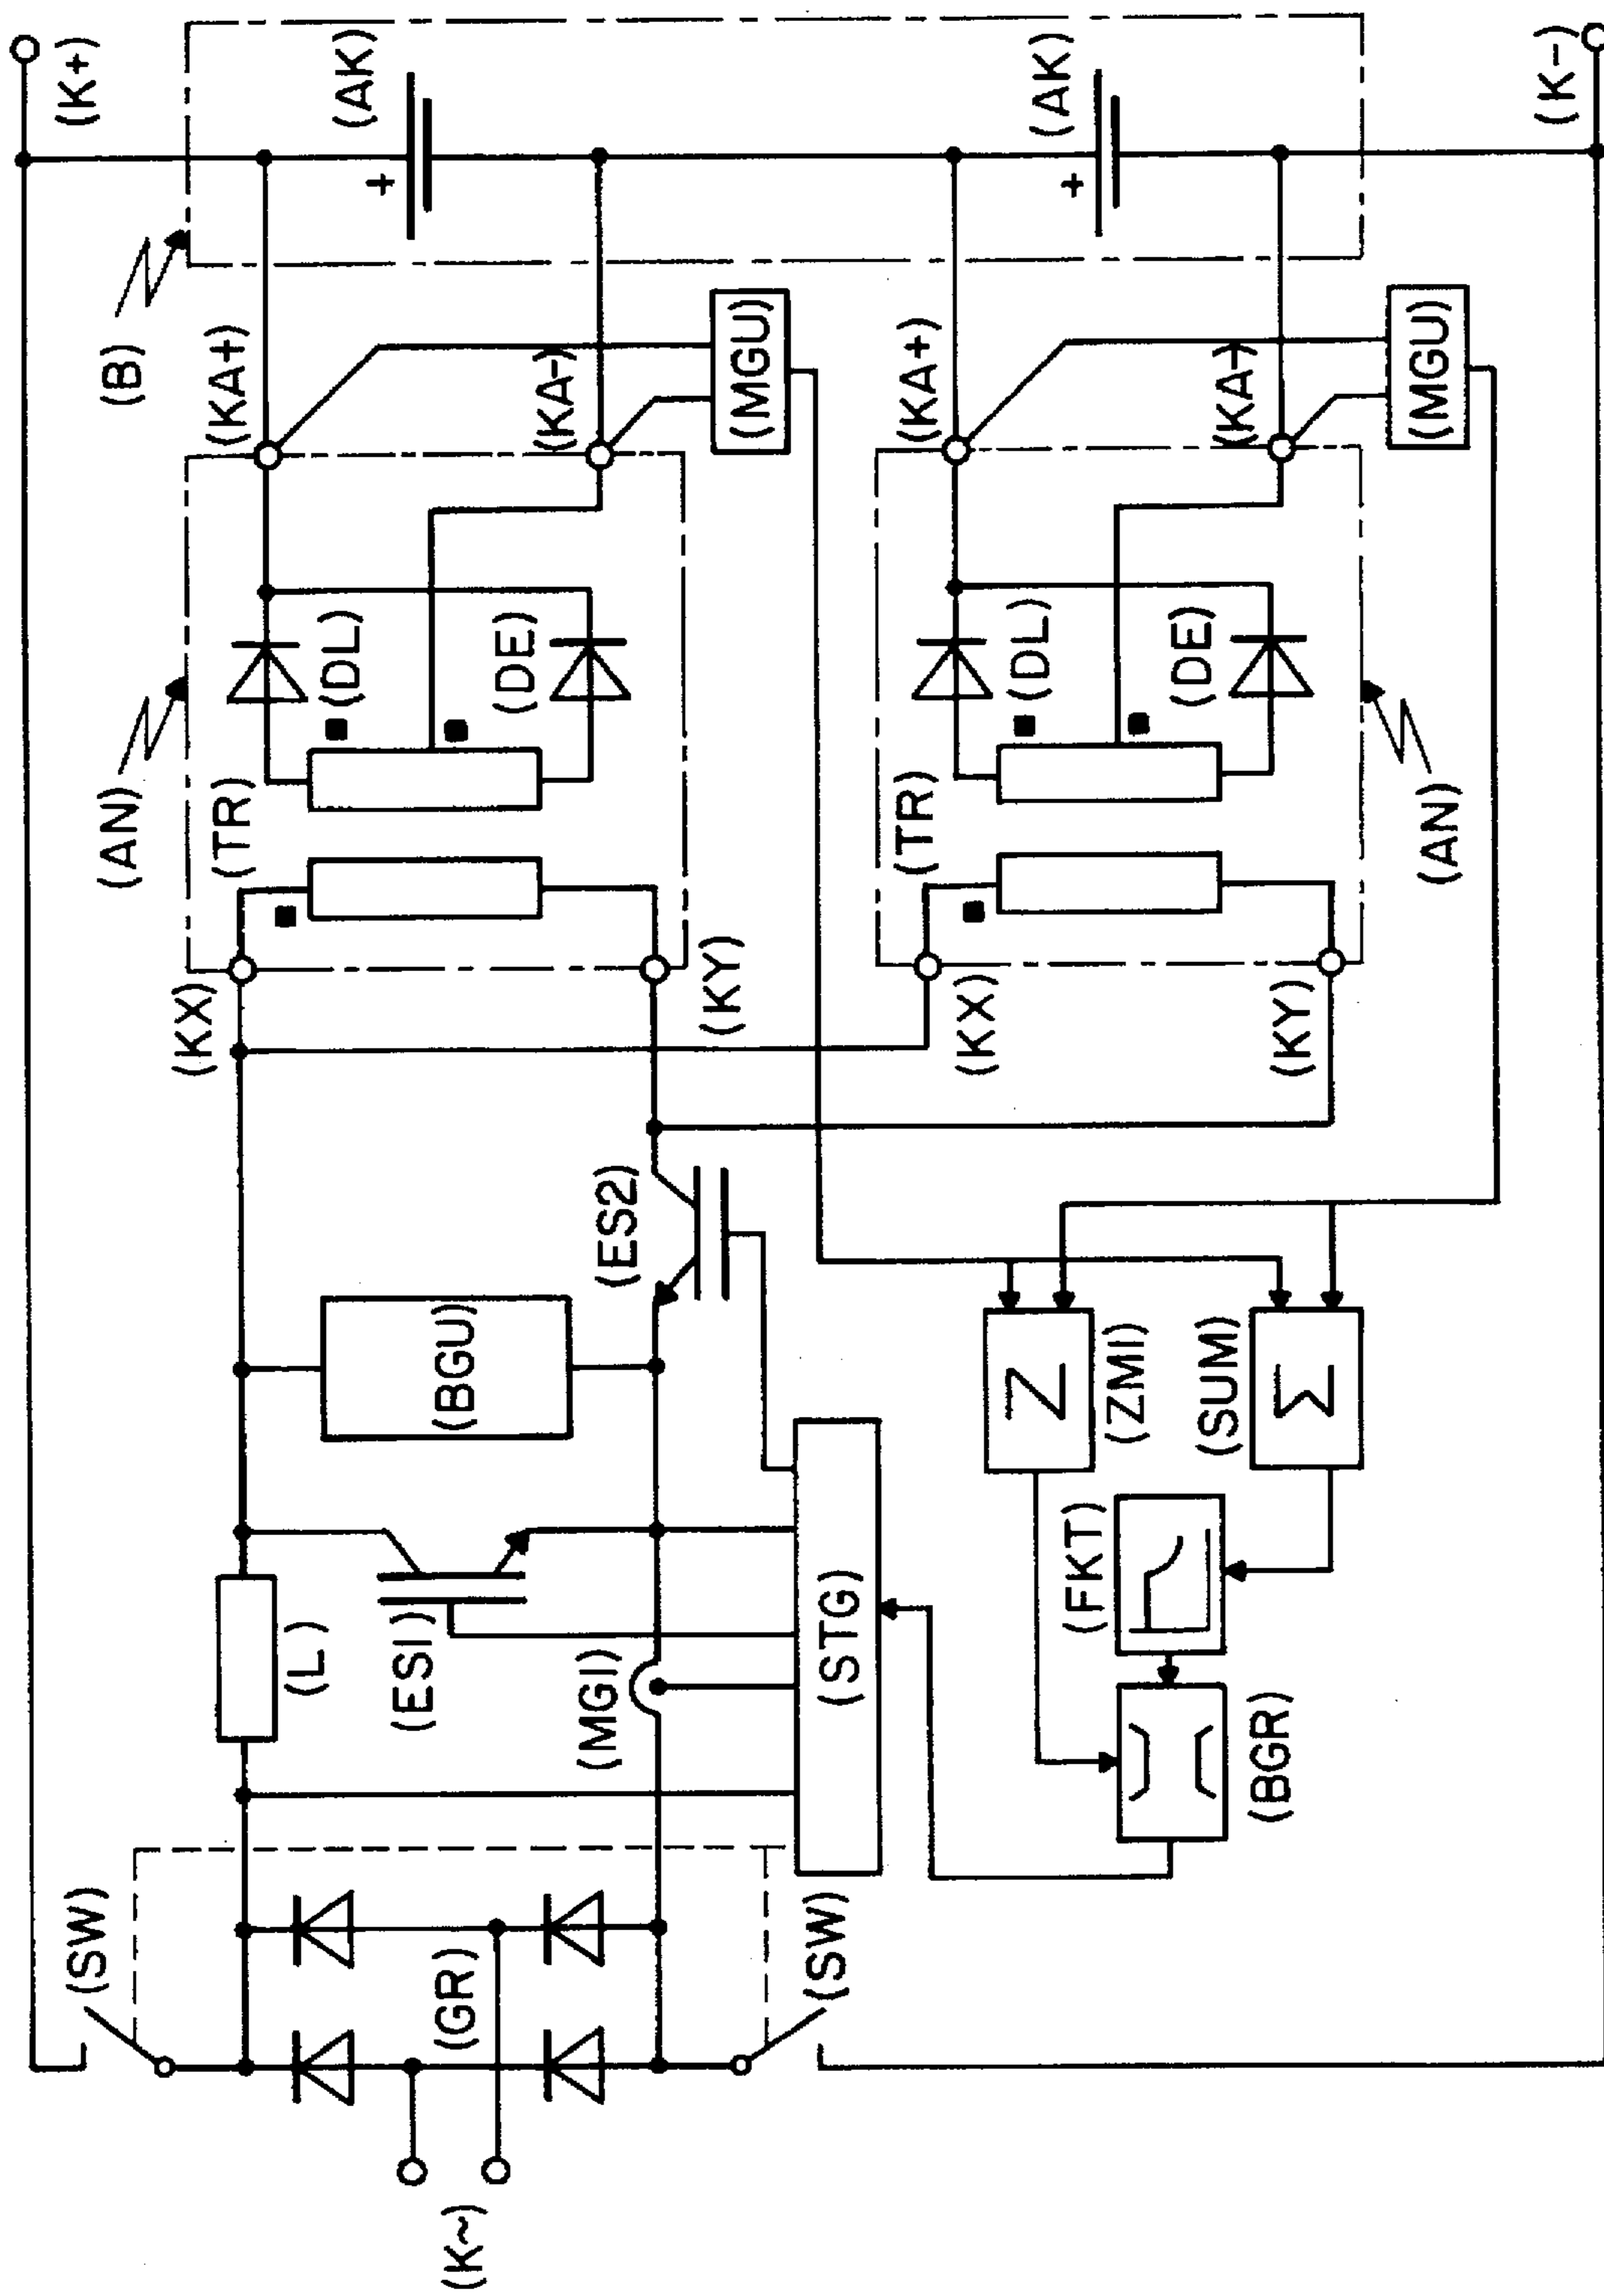 (K+)
(AK)
+
(AK)
+
(K−)
(B)
(KA+)
(KA−)
(MGU)
(KA+)
(KA−)
(MGU)
(AN)
(DL)
(DE)
(TR)
(DL)
(DE)
(TR)
(AN)
(KX)
(KY)
(KX)
(KY)
(ES2)
(BGU)
Z
(ZMI)
(SUM)
Σ
(L)
(ESI)
(MGI)
(STG)
(FKT)
(BGR)
(SW)
(GR)
(SW)
(K~)